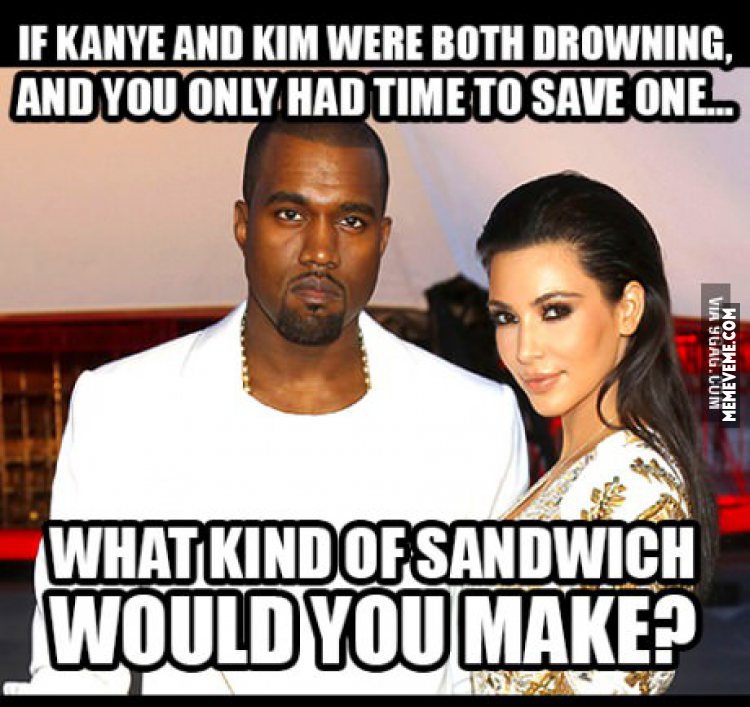 IF KANYE AND KIM WERE BOTH DROWNING,
AND YOU ONLY HAD TIME TO SAVE ONE...
VIA 9GAG.COM
MEMEVEME.COM
WHAT KIND OF SANDWICH
WOULD YOU MAKE?